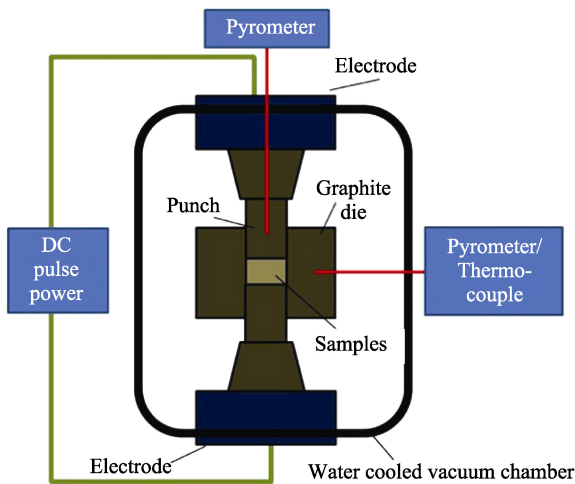 Pyrometer
Electrode
Punch
Graphite
die
DC
pulse
power
Pyrometer/
Thermo-
couple
Samples
Electrode
Water cooled vacuum chamber